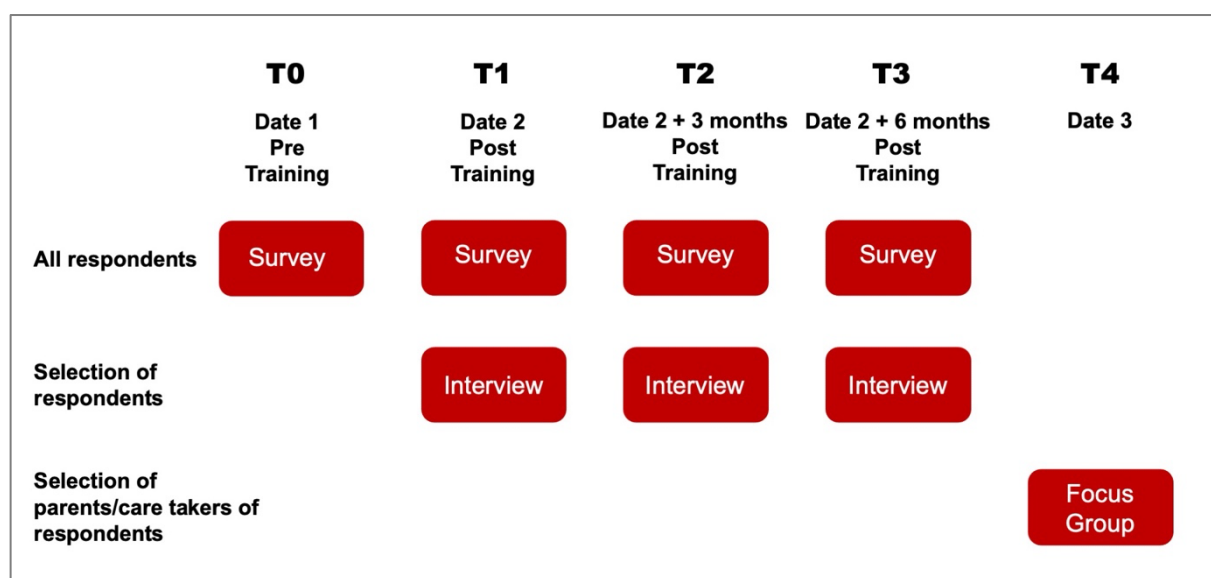 T0 T1 T2 T3 T4
Date 1 Date 2 Date 2 + 3 months Date 2 + 6 months Date 3
Pre Post Post Post
Training Training Training Training
All respondents Survey Survey Survey Survey
Selection of
respondents Interview Interview Interview
Selection of
parents/care takers of
respondents
Focus
Group